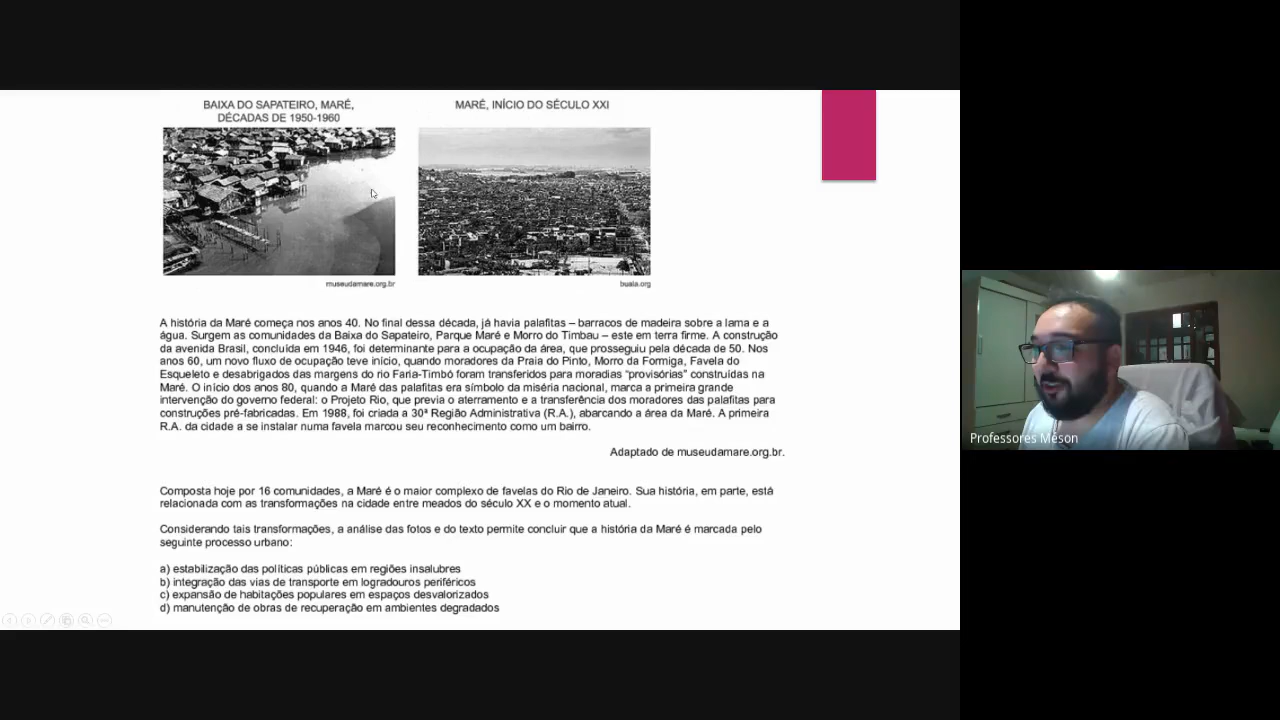 BAIXA DO SAPATEIRO, MARÉ,
DÉCADAS DE 1950-1960
MARÉ, INÍCIO DO SÉCULO XXI
museudamare.org.br
buala.org
A história da Maré começa nos anos 40. No final dessa década, já havia palafitas – barracos de madeira sobre a lama e a
água. Surgem as comunidades da Baixa do Sapateiro, Parque Maré e Morro do Timbau – este em terra firme. A construção
da avenida Brasil, concluída em 1946, foi determinante para a ocupação da área, que prosseguiu pela década de 50. Nos
anos 60, um novo fluxo de ocupação teve início, quando moradores da Praia do Pinto, Morro da Formiga, Favela do
Esqueleto e desabrigados das margens do rio Faria-Timbó foram transferidos para moradias “provisórias” construídas na
Maré. O início dos anos 80, quando a Maré das palafitas era símbolo da miséria nacional, marca a primeira grande
intervenção do governo federal: o Projeto Rio, que previa o aterramento e a transferência dos moradores das palafitas para
construções pré-fabricadas. Em 1988, foi criada a 30ª Região Administrativa (R.A.), abarcando a área da Maré. A primeira
R.A. da cidade a se instalar numa favela marcou seu reconhecimento como um bairro.
Adaptado de museudamare.org.br.
Composta hoje por 16 comunidades, a Maré é o maior complexo de favelas do Rio de Janeiro. Sua história, em parte, está
relacionada com as transformações na cidade entre meados do século XX e o momento atual.
Considerando tais transformações, a análise das fotos e do texto permite concluir que a história da Maré é marcada pelo
seguinte processo urbano:
a) estabilização das políticas públicas em regiões insalubres
b) integração das vias de transporte em logradouros periféricos
c) expansão de habitações populares em espaços desvalorizados
d) manutenção de obras de recuperação em ambientes degradados
Professores Méson